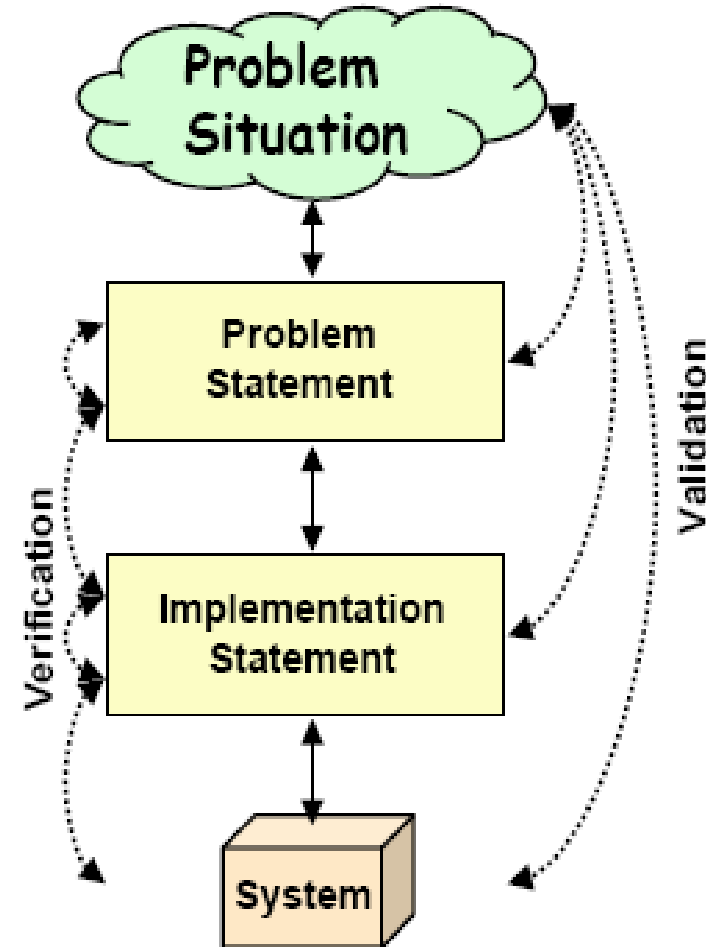 Problem
Situation
Problem
Statement
Validation
Verification
Implementation
Statement
System